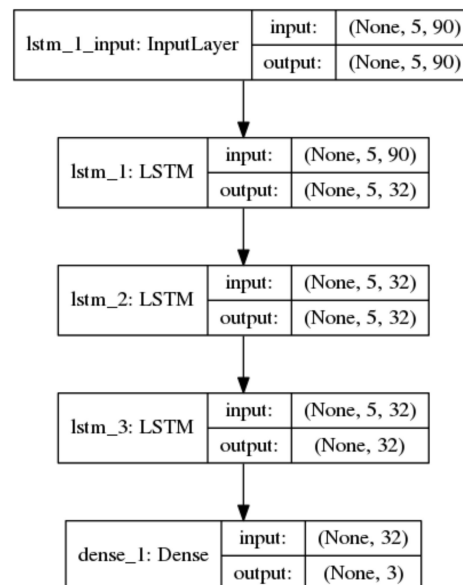 lstm_1_input: InputLayer
input: (None, 5, 90)
output: (None, 5, 90)
lstm_1: LSTM
input: (None, 5, 90)
output: (None, 5, 32)
lstm_2: LSTM
input: (None, 5, 32)
output: (None, 5, 32)
lstm_3: LSTM
input: (None, 5, 32)
output: (None, 32)
dense_1: Dense
input: (None, 32)
output: (None, 3)